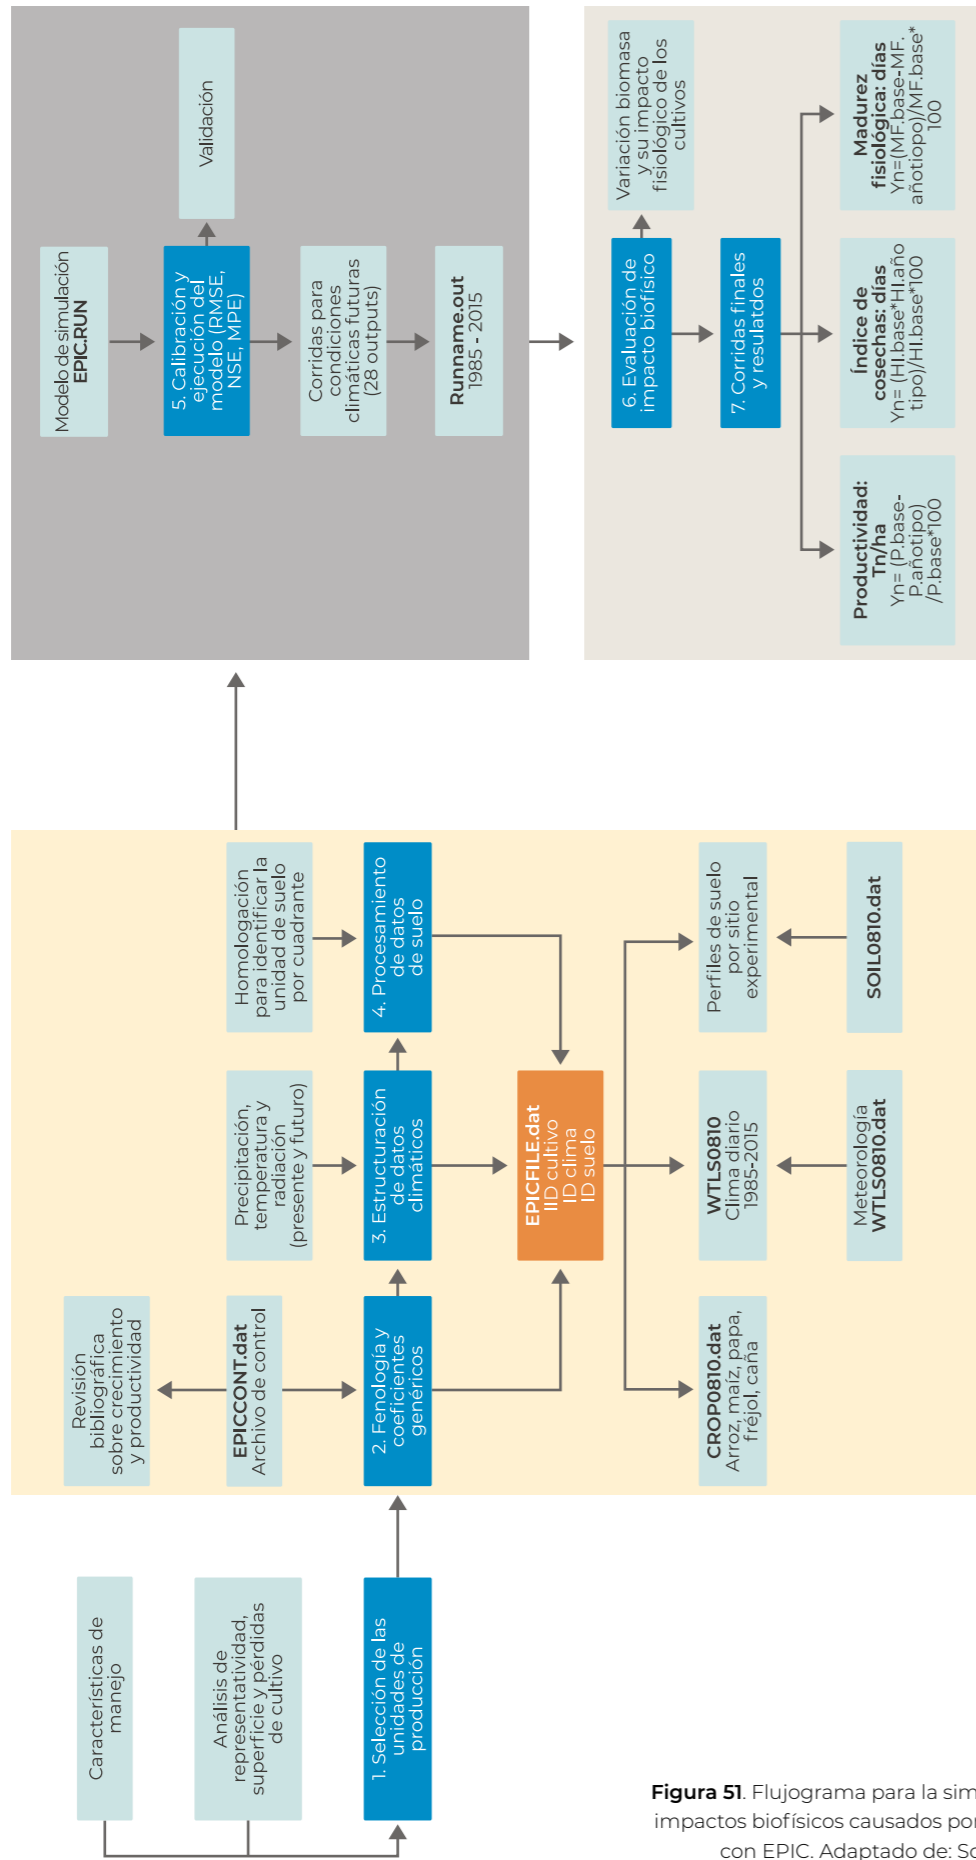 Características de
manejo
Análisis de
representatividad,
superficie y pérdidas
de cultivo
1. Selección de las
unidades de
producción
Revisión
bibliográfica
sobre crecimiento
y productividad
EPICCONT.dat
Archivo de control
2. Fenología y
coeficientes
genéricos
Precipitación,
temperatura y
radiación
(presente y futuro)
3. Estructuración
de datos
climáticos
Homologación
para identificar la
unidad de suelo
por cuadrante
4. Procesamiento
de datos
de suelo
EPICFILE.dat
IID cultivo
ID clima
ID suelo
CROP0810.dat
Arroz, maíz, papa,
fréjol, caña
WTLS0810
Clima diario
1985-2015
Meteorología
WTLS0810.dat
Perfiles de suelo
por sitio
experimental
SOIL0810.dat
Modelo de simulación
EPIC.RUN
5. Calibración y
ejecución del
modelo (RMSE,
NSE, MPE)
Validación
Corridas para
condiciones
climáticas futuras
(28 outputs)
Runname.out
1985 - 2015
6. Evaluación de
impacto biofísico
Variación biomasa
y su impacto
fisiológico de los
cultivos
7. Corridas finales
y resulatdos
Productividad:
Tn/ha
Yn= (P.base-
P.añotipo)
/P.base*100
Índice de
cosechas: días
Yn= (HI.base*HI.año
tipo)/HI.base*100
Madurez
fisiológica: días
Yn=(MF.base-MF.
añotiopo)/MF.base*
100
Figura 51. Flujograma para la sim
impactos biofísicos causados por
con EPIC. Adaptado de: So